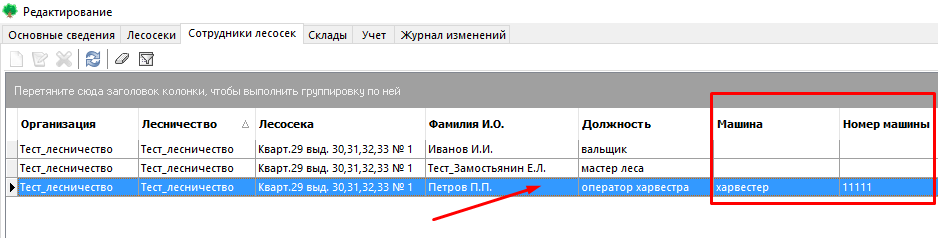 Редактирование
Основные сведения Лесосеки Сотрудники лесосек Склады Учет Журнал изменений
Перетяните сюда заголовок колонки, чтобы выполнить группировку по ней
Организация Лесничество Лесосека Фамилия И.О. Должность Машина Номер машины
Тест_лесничество Тест_лесничество Кварт.29 выд. 30,31,32,33 № 1 Иванов И.И. вальщик
Тест_лесничество Тест_лесничество Кварт.29 выд. 30,31,32,33 № 1 Тест_Замостьянин Е.Л. мастер леса
Тест_лесничество Тест_лесничество Кварт.29 выд. 30,31,32,33 № 1 Петров П.П. оператор харвестра харвестер 11111